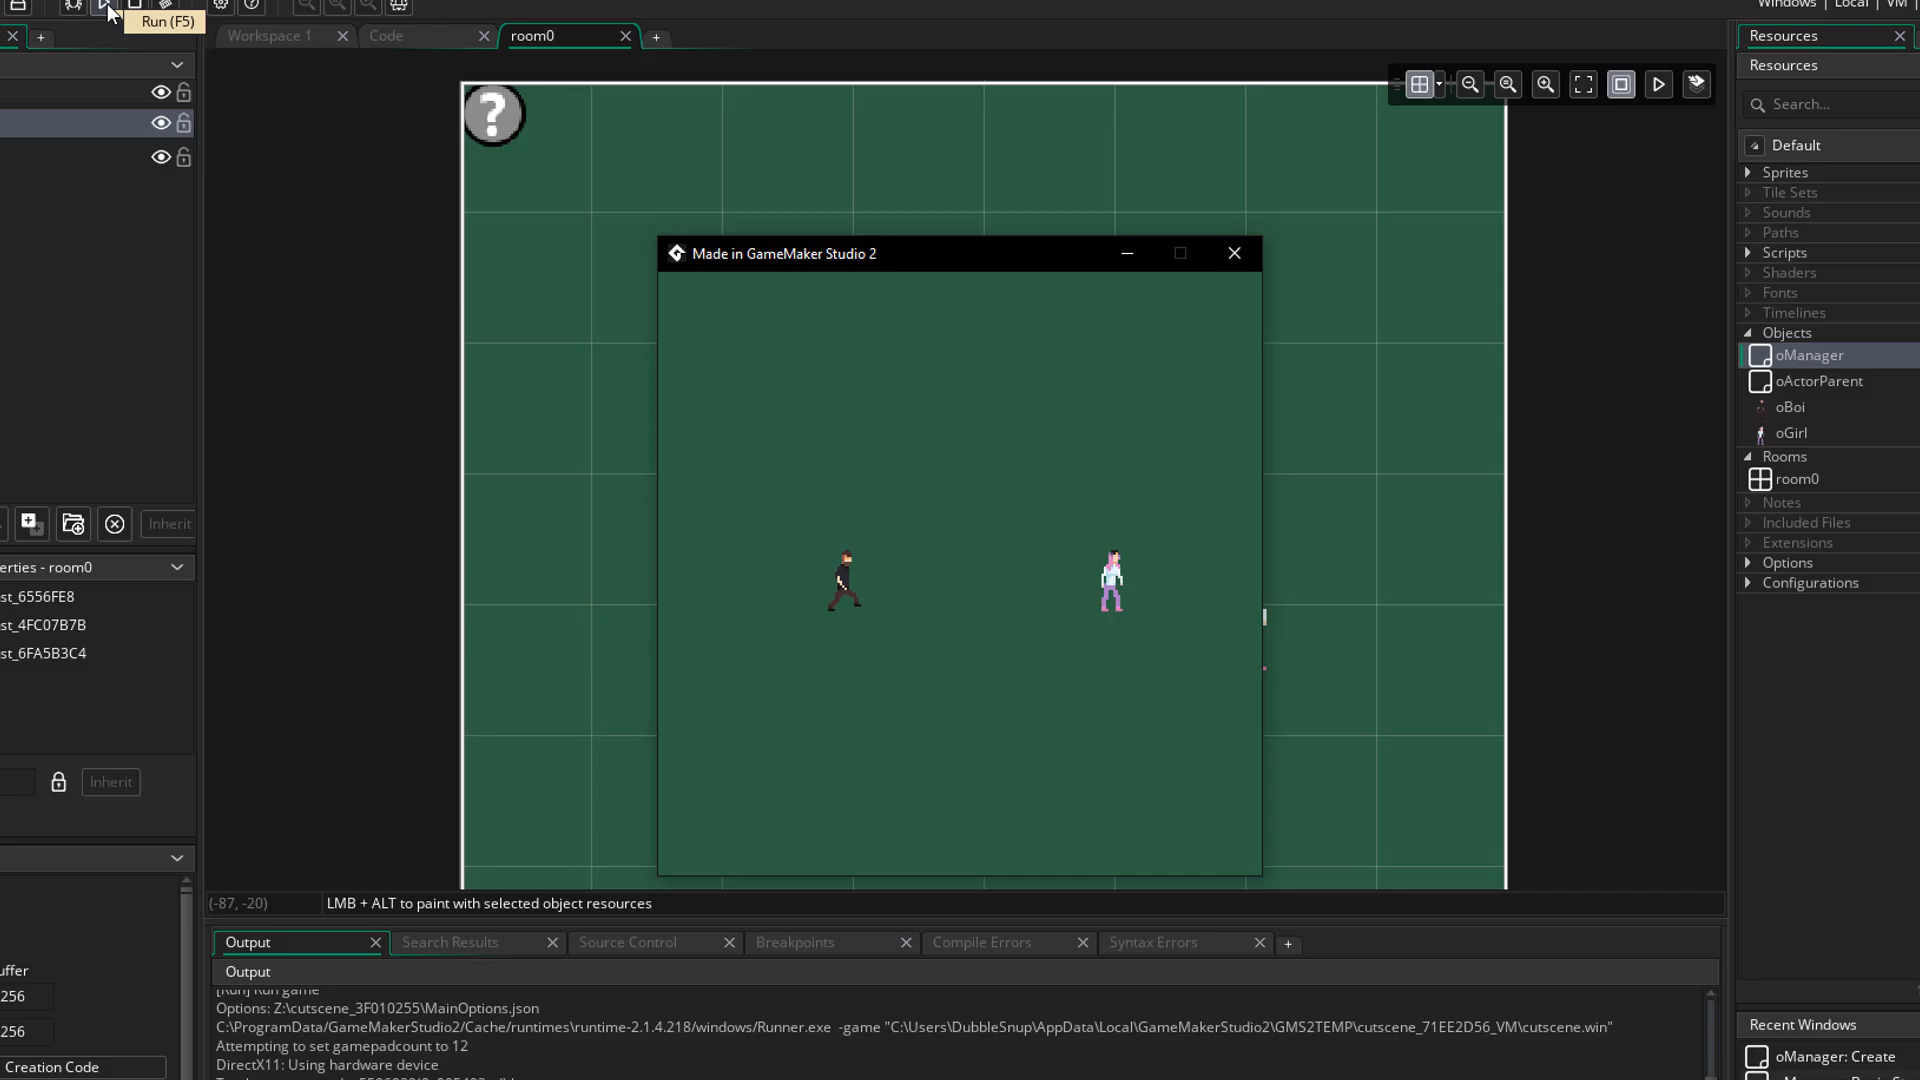 Windows | Local | VM
Run (F5)
Workspace 1
Code
room0
Resources
Resources
Search...
Default
Sprites
Tile Sets
Sounds
Paths
Scripts
Shaders
Fonts
Timelines
Objects
oManager
oActorParent
oBoi
oGirl
Rooms
room0
Notes
Included Files
Extensions
Options
Configurations
?
Made in GameMaker Studio 2
Inherit
erties - room0
st_6556FE8
st_4FC07B7B
st_6FA5B3C4
Inherit
uffer
256
256
Creation Code
(-87, -20)
LMB + ALT to paint with selected object resources
Output
Search Results
Source Control
Breakpoints
Compile Errors
Syntax Errors
Output
[Run] Run game
Options: Z:\cutscene_3F010255\MainOptions.json
C:\ProgramData/GameMakerStudio2/Cache/runtimes\runtime-2.1.4.218/windows/Runner.exe -game "C:\Users\DubbleSnup\AppData\Local\GameMakerStudio2\GMS2TEMP\cutscene_71EE2D56_VM\cutscene.win"
Attempting to set gamepadcount to 12
DirectX11: Using hardware device
Recent Windows
oManager: Create